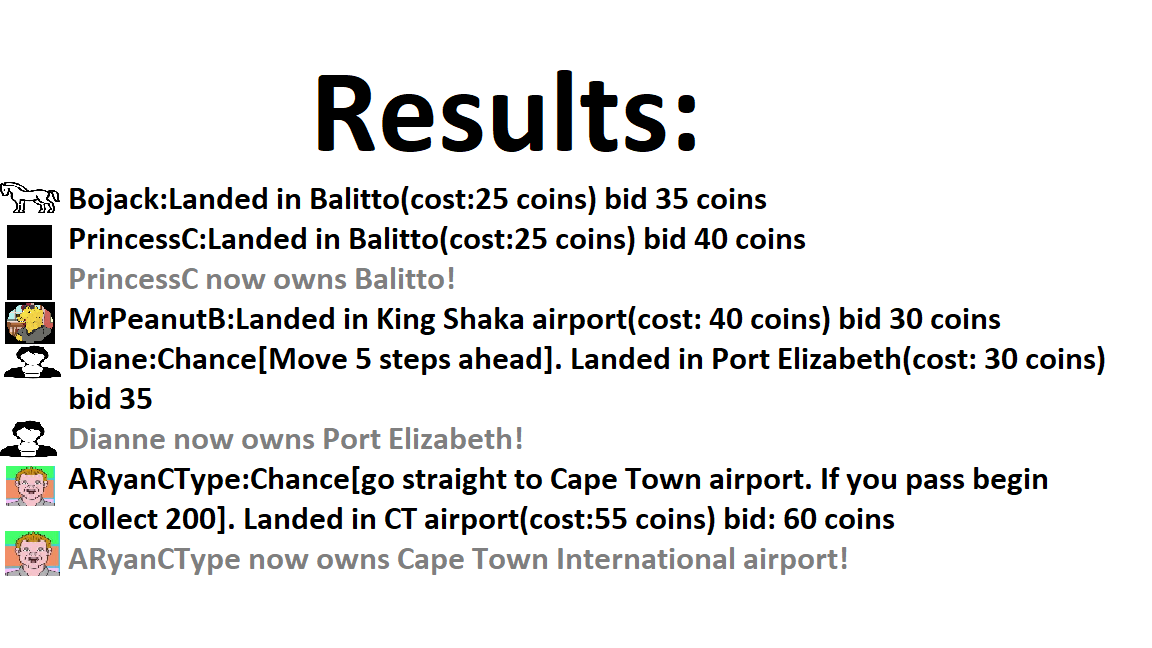 Results:
Bojack:Landed in Balitto(cost:25 coins) bid 35 coins
PrincessC:Landed in Balitto(cost:25 coins) bid 40 coins
PrincessC now owns Balitto!
MrPeanutB:Landed in King Shaka airport(cost: 40 coins) bid 30 coins
Diane:Chance[Move 5 steps ahead]. Landed in Port Elizabeth(cost: 30 coins)
bid 35
Dianne now owns Port Elizabeth!
ARyanCType:Chance[go straight to Cape Town airport. If you pass begin
collect 200]. Landed in CT airport(cost:55 coins) bid: 60 coins
ARyanCType now owns Cape Town International airport!